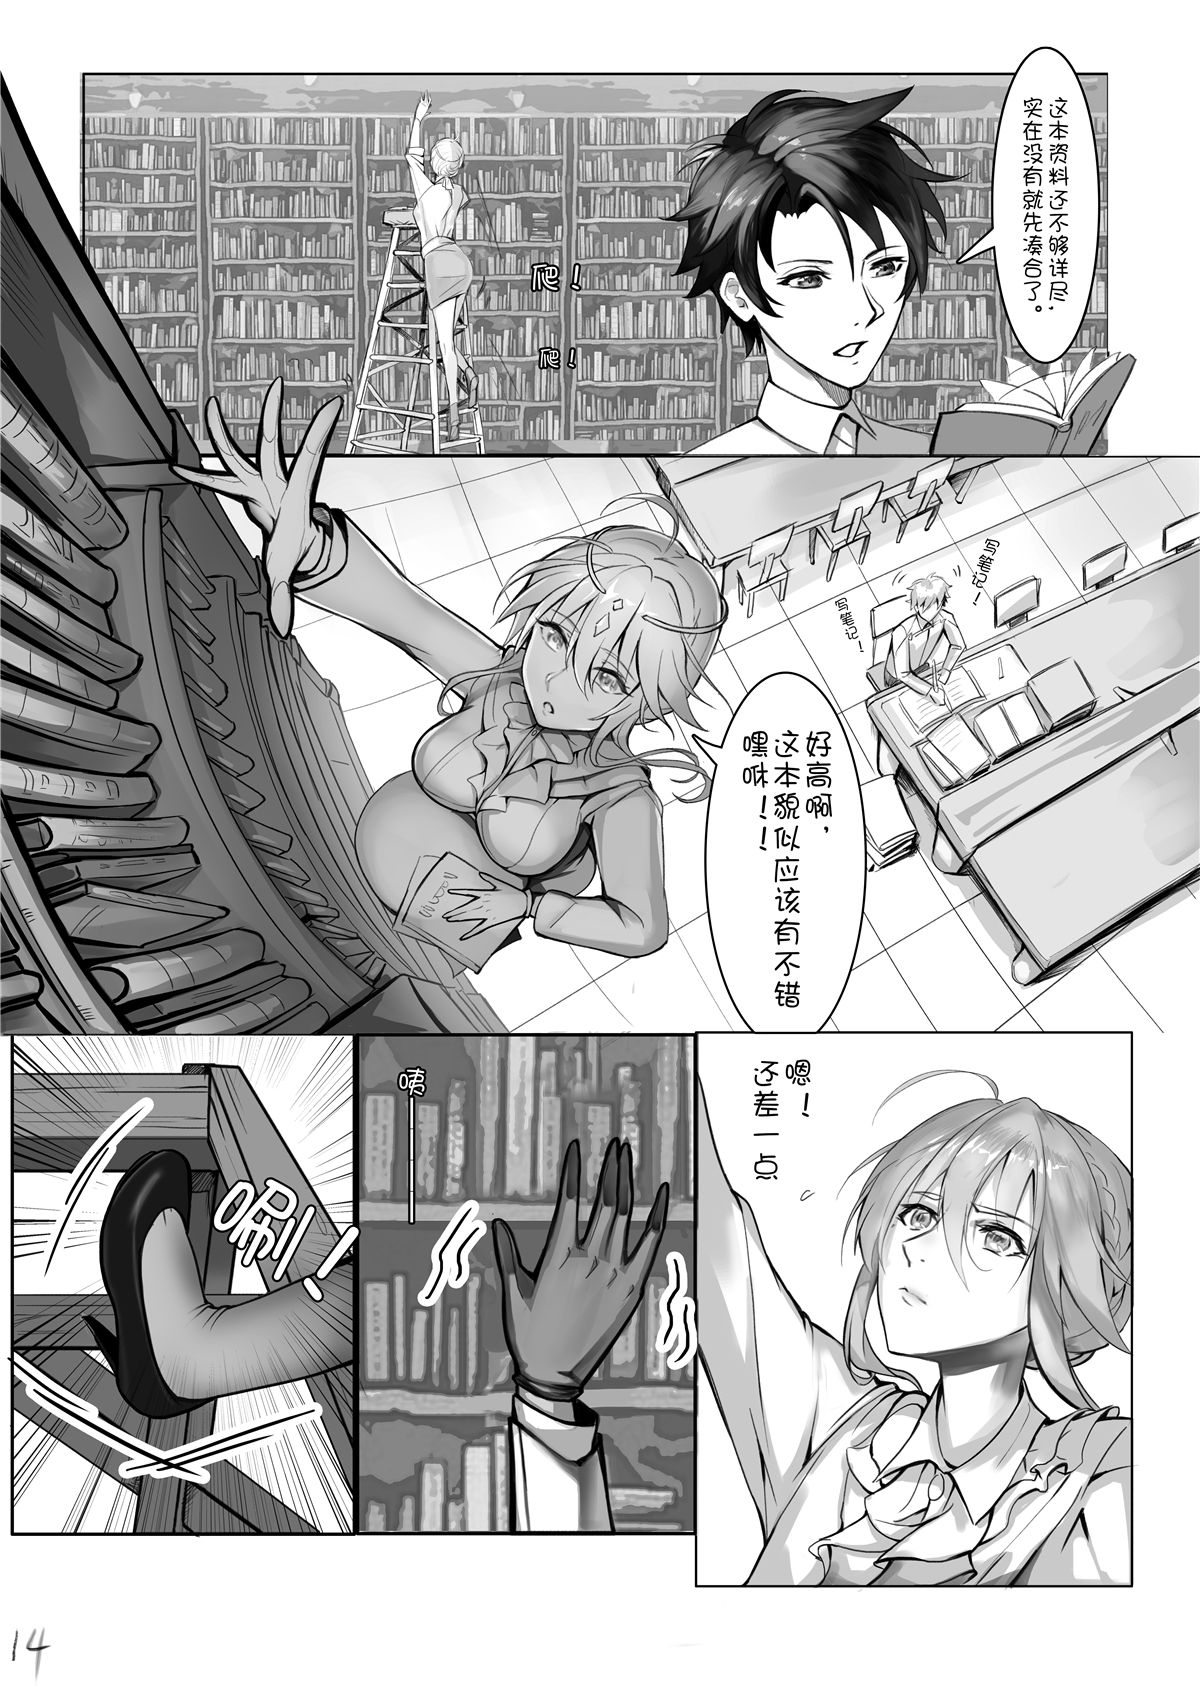 这本资料还不够详尽，
实在没有就先凑合了。
爬！
爬！
写笔记！
写笔记！
好高啊，
这本貌似应该有不错
嘿咻！！
嗯！
还差一点
咦
唰！
14